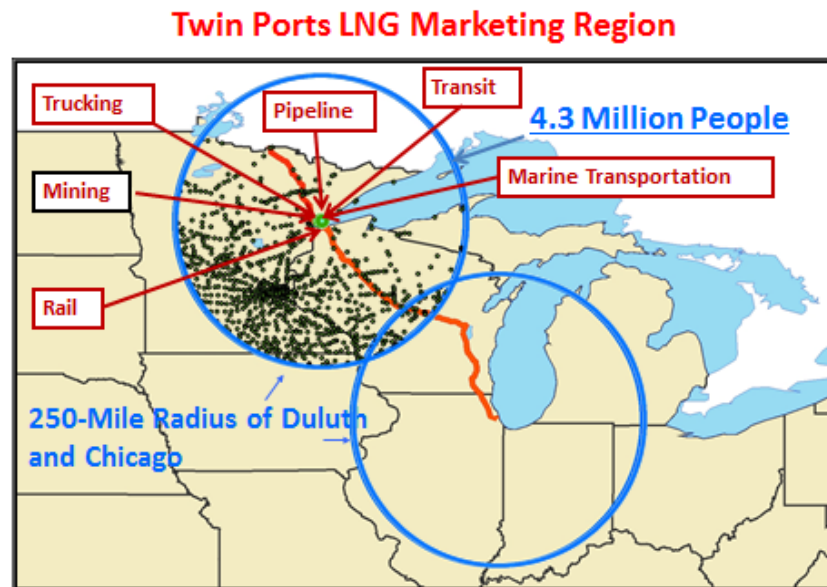 Twin Ports LNG Marketing Region
Trucking
Pipeline
Transit
4.3 Million People
Mining
Marine Transportation
Rail
250-Mile Radius of Duluth
and Chicago